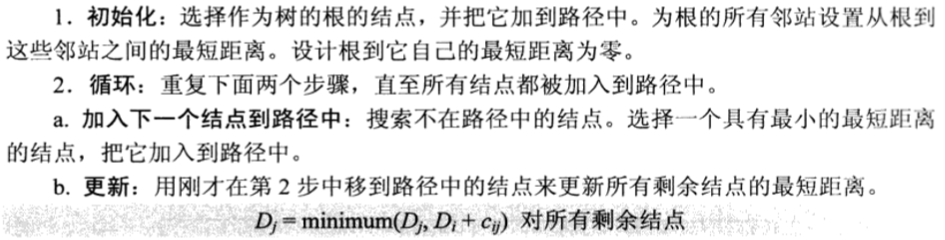 1．初始化：选择作为树的根的结点，并把它加到路径中。为根的所有邻站设置从根到
这些邻站之间的最短距离。设计根到它自己的最短距离为零。
2．循环：重复下面两个步骤，直至所有结点都被加入到路径中。
a. 加入下一个结点到路径中：搜索不在路径中的结点。选择一个具有最小的最短距离
的结点，把它加入到路径中。
b. 更新：用刚才在第 2 步中移到路径中的结点来更新所有剩余结点的最短距离。
Dj = minimum(Dj, Di + cij) 对所有剩余结点